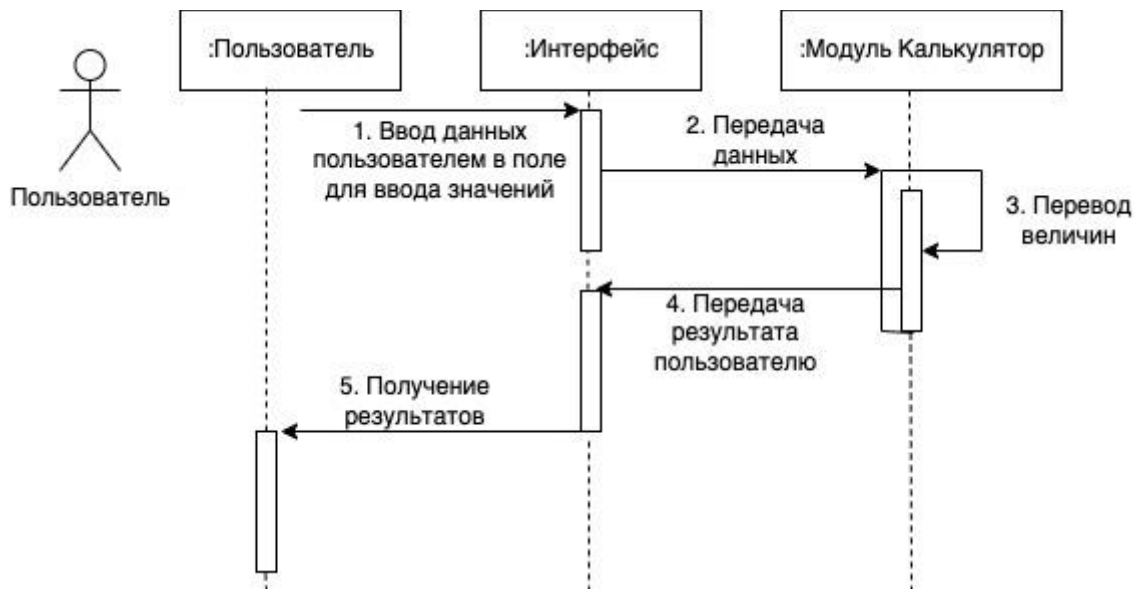 :Пользователь
:Интерфейс
:Модуль Калькулятор
Пользователь
1. Ввод данных
пользователем в поле
для ввода значений
2. Передача
данных
3. Перевод
величин
4. Передача
результата
пользователю
5. Получение
результатов